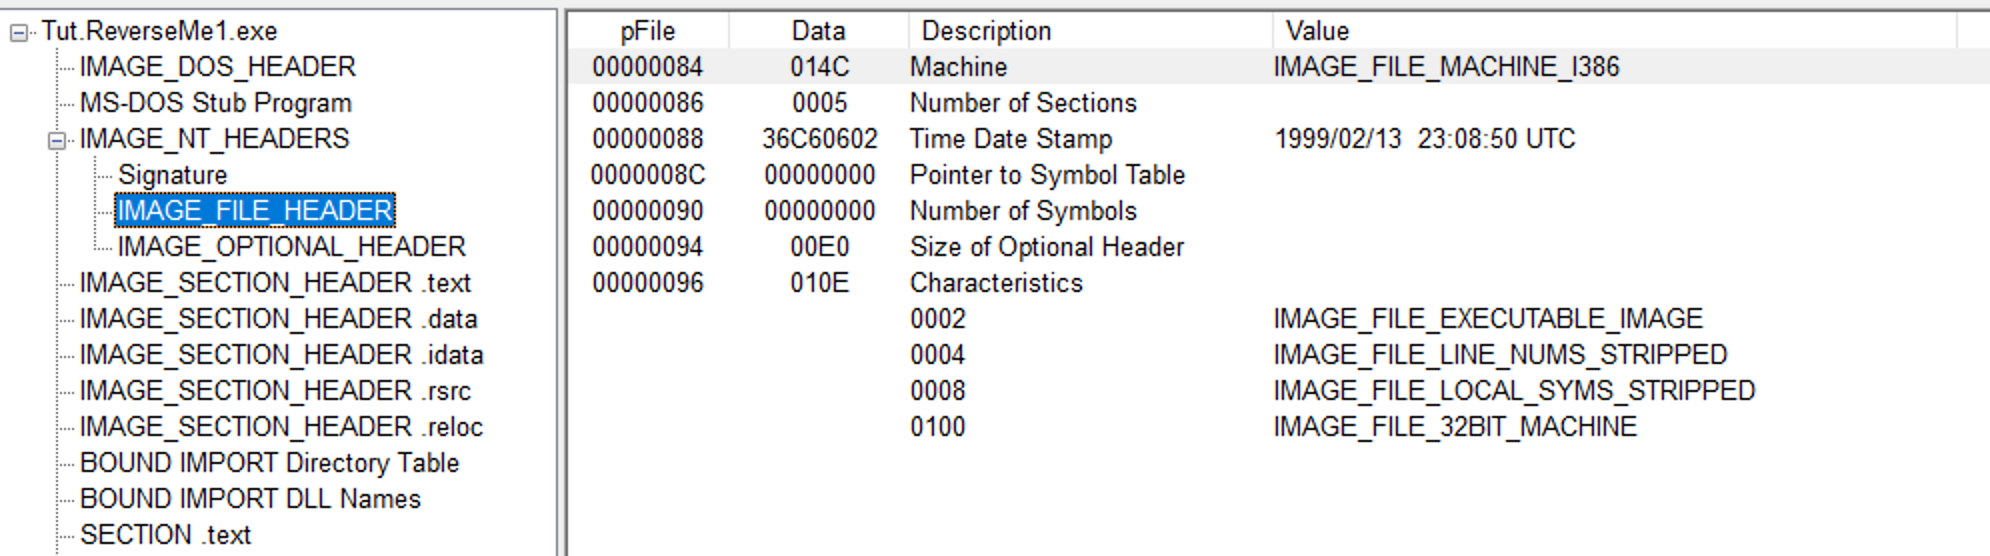 Tut.ReverseMe1.exe
IMAGE_DOS_HEADER
MS-DOS Stub Program
IMAGE_NT_HEADERS
Signature
IMAGE_FILE_HEADER
IMAGE_OPTIONAL_HEADER
IMAGE_SECTION_HEADER .text
IMAGE_SECTION_HEADER .data
IMAGE_SECTION_HEADER .idata
IMAGE_SECTION_HEADER .rsrc
IMAGE_SECTION_HEADER .reloc
BOUND IMPORT Directory Table
BOUND IMPORT DLL Names
SECTION .text
pFile Data Description Value
00000084 014C Machine IMAGE_FILE_MACHINE_I386
00000086 0005 Number of Sections
00000088 36C60602 Time Date Stamp 1999/02/13 23:08:50 UTC
0000008C 00000000 Pointer to Symbol Table
00000090 00000000 Number of Symbols
00000094 00E0 Size of Optional Header
00000096 010E Characteristics
0002 IMAGE_FILE_EXECUTABLE_IMAGE
0004 IMAGE_FILE_LINE_NUMS_STRIPPED
0008 IMAGE_FILE_LOCAL_SYMS_STRIPPED
0100 IMAGE_FILE_32BIT_MACHINE